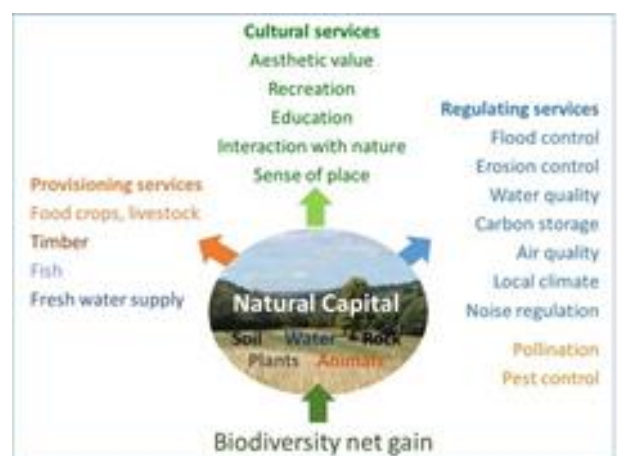 Cultural services
Aesthetic value
Recreation
Education
Interaction with nature
Sense of place
Regulating services
Flood control
Erosion control
Water quality
Carbon storage
Air quality
Local climate
Noise regulation
Pollination
Pest control
Provisioning services
Food crops, livestock
Timber
Fish
Fresh water supply
Natural Capital
Soil Water Rock
Plants Animals
Biodiversity net gain